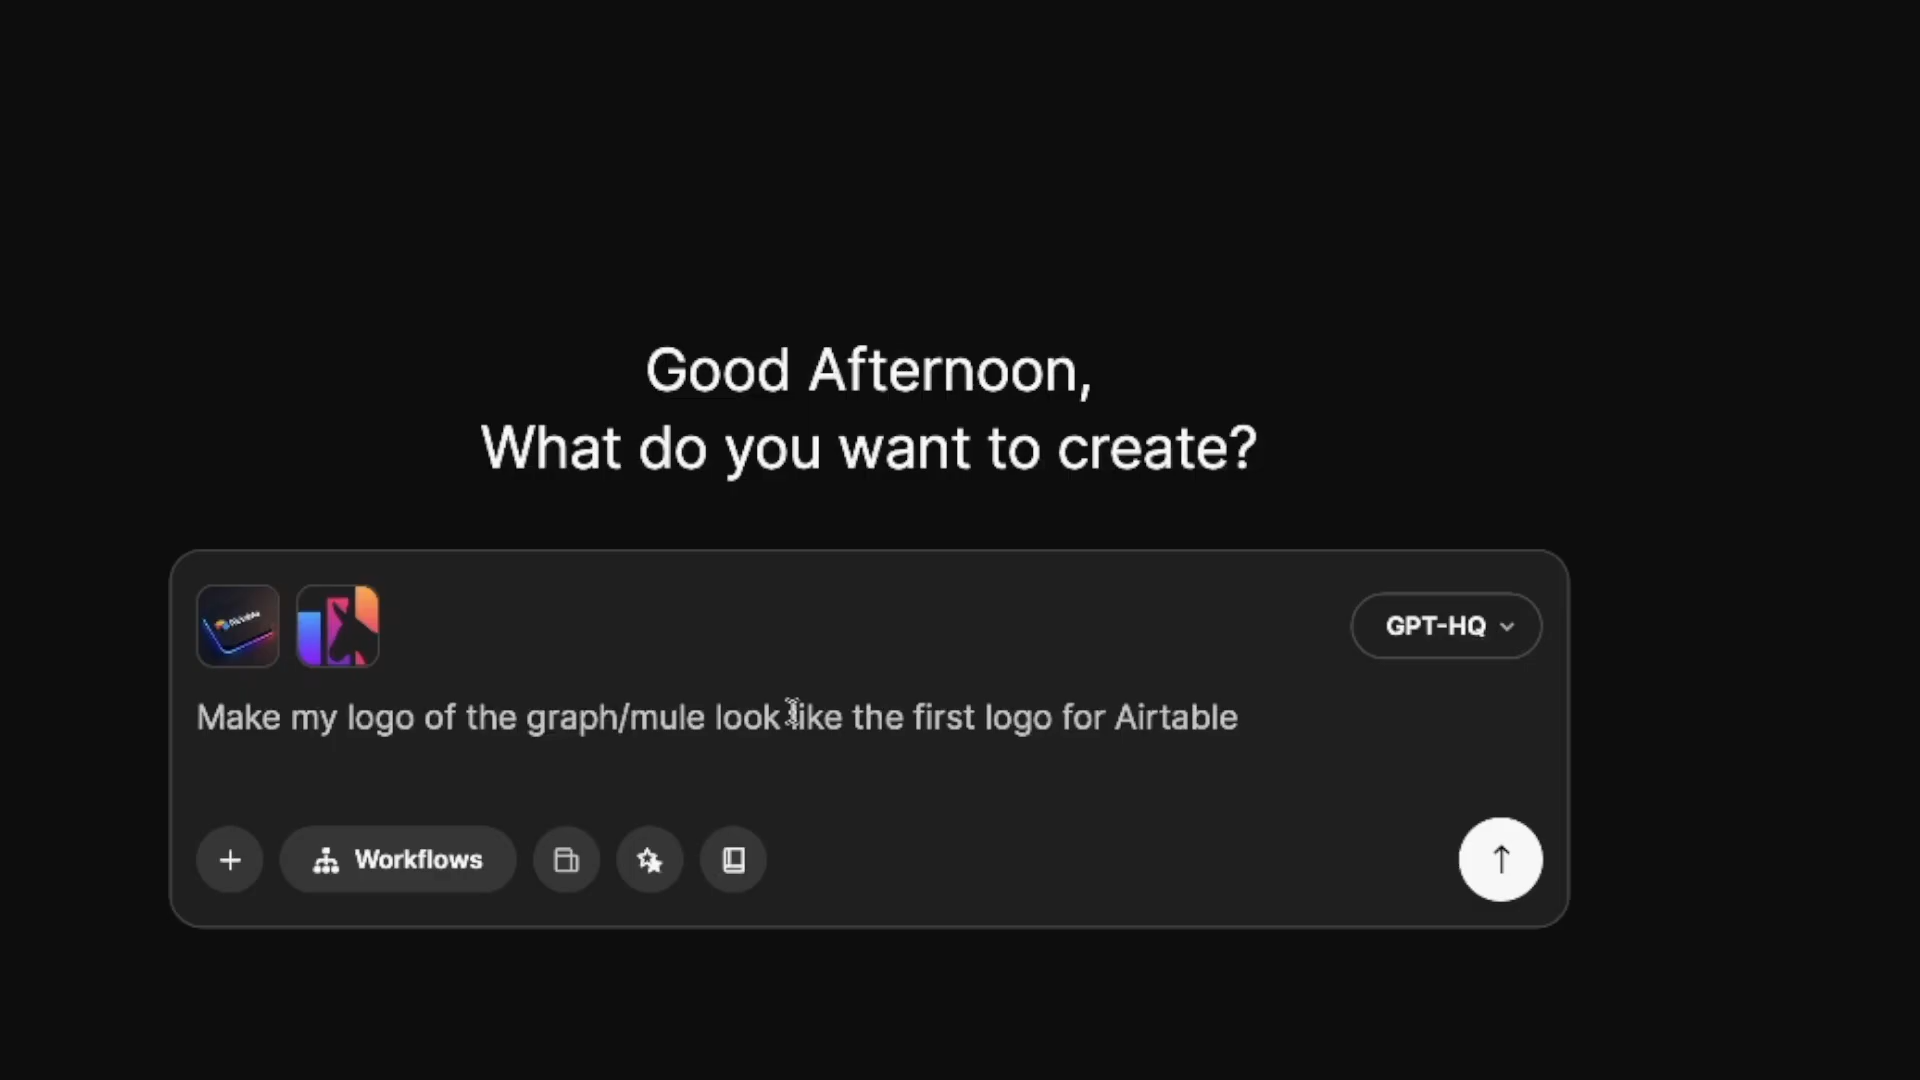 Good Afternoon,
What do you want to create?
Airtable
GPT-HQ
Make my logo of the graph/mule look like the first logo for Airtable
Workflows